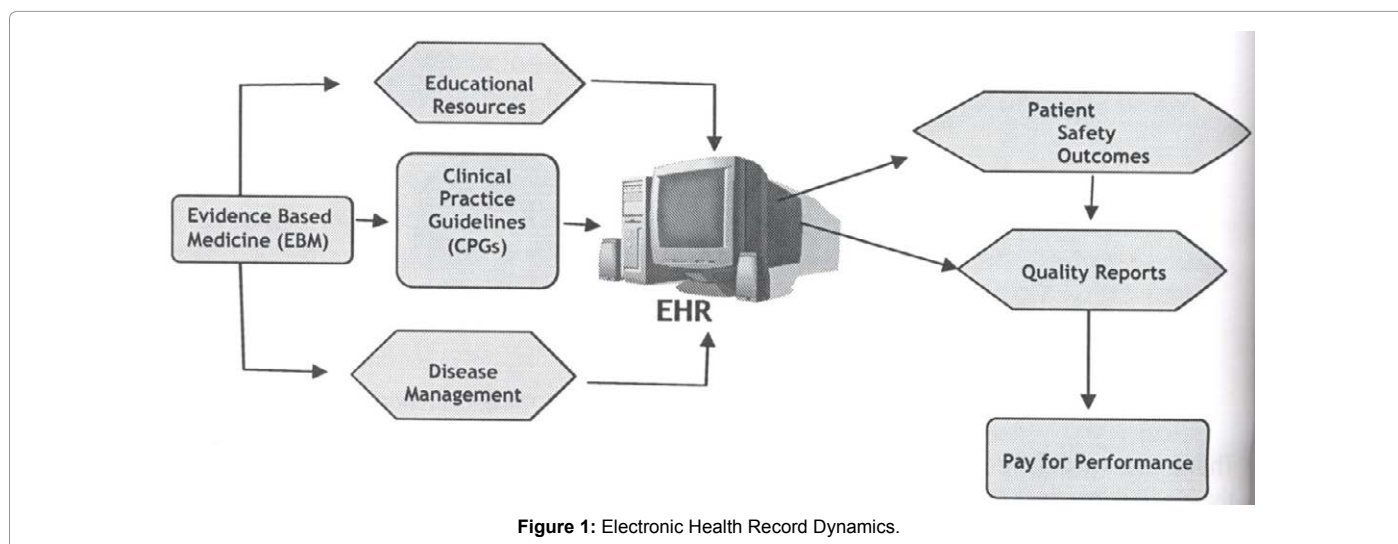 Educational
Resources
Patient
Safety
Outcomes
Clinical
Practice
Guidelines
(CPGs)
Evidence Based
Medicine (EBM)
Quality Reports
EHR
Disease
Management
Pay for Performance
Figure 1: Electronic Health Record Dynamics.